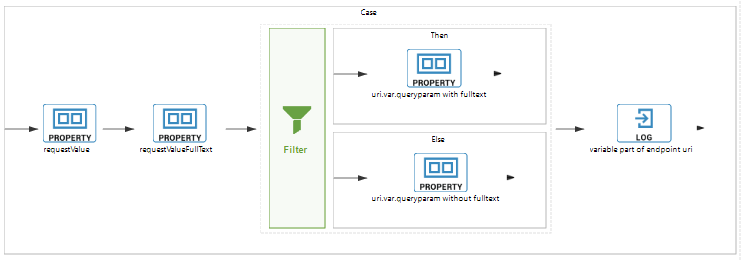 Case
PROPERTY
requestValue
PROPERTY
requestValueFullText
Filter
Then
PROPERTY
uri.var.queryparam with fulltext
Else
PROPERTY
uri.var.queryparam without fulltext
LOG
variable part of endpoint uri